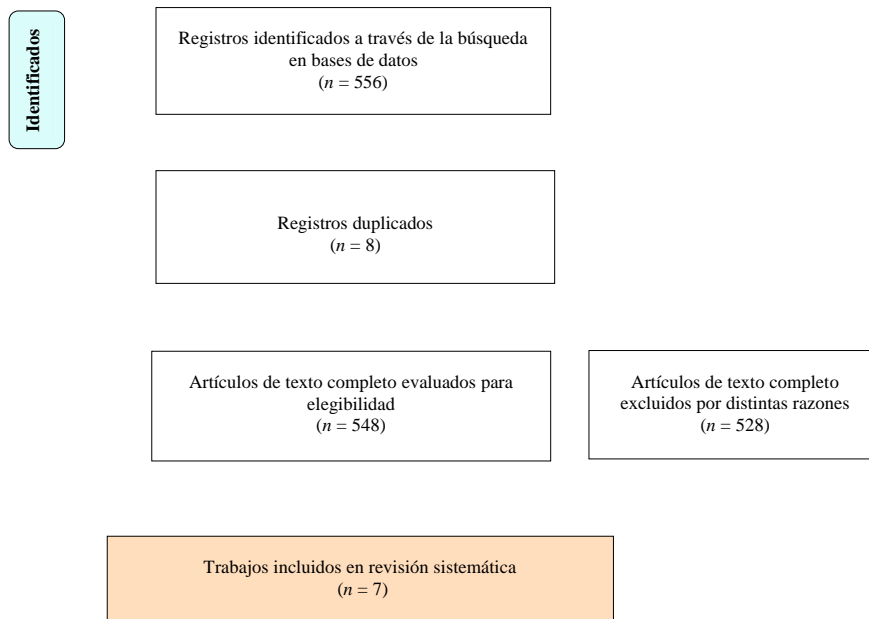 Identificados
Registros identificados a través de la búsqueda
en bases de datos
(n = 556)
Registros duplicados
(n = 8)
Artículos de texto completo evaluados para
elegibilidad
(n = 548)
Artículos de texto completo
excluidos por distintas razones
(n = 528)
Trabajos incluidos en revisión sistemática
(n = 7)